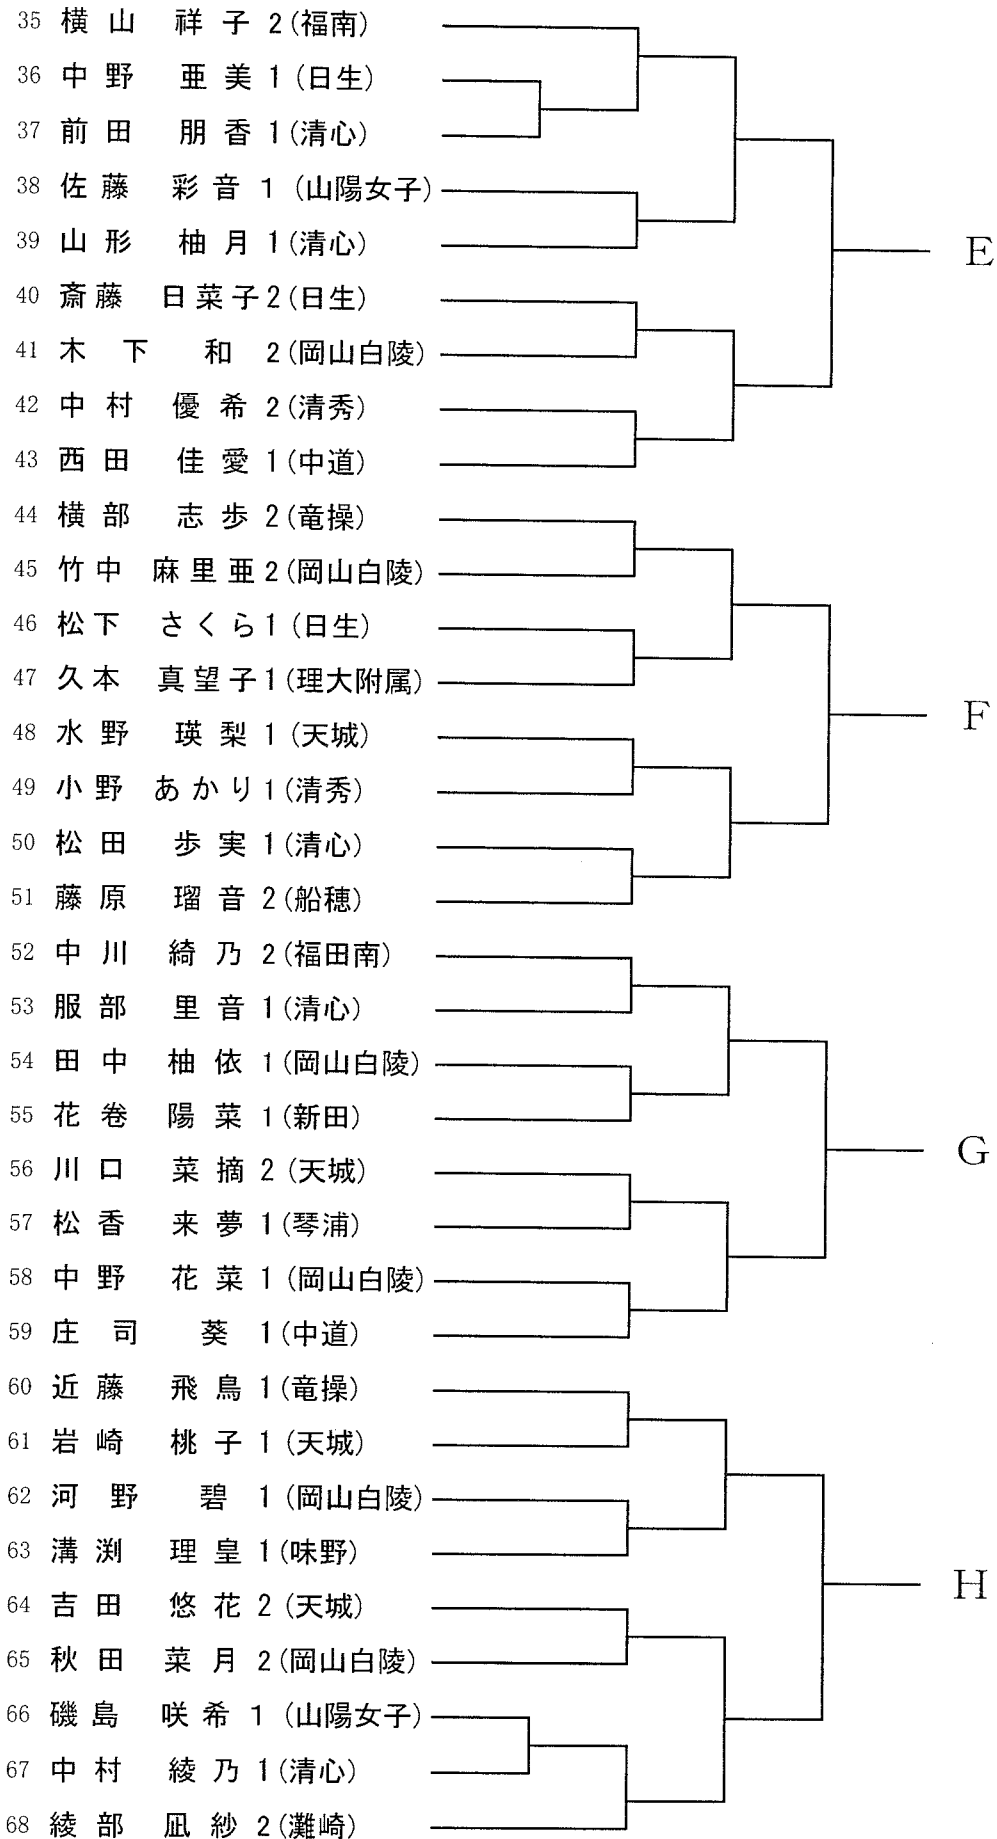 35 横山 祥子 2(福南)
36 中野 亜美 1(日生)
37 前田 朋香 1(清心)
38 佐藤 彩音 1(山陽女子)
39 山形 柚月 1(清心)
E
40 斎藤 日菜子 2(日生)
41 木下 和 2(岡山白陵)
42 中村 優希 2(清秀)
43 西田 佳愛 1(中道)
44 横部 志歩 2(竜操)
45 竹中 麻里亜 2(岡山白陵)
46 松下 さくら 1(日生)
47 久本 真望子 1(理大附属)
F
48 水野 瑛梨 1(天城)
49 小野 あかり 1(清秀)
50 松田 歩実 1(清心)
51 藤原 瑠音 2(船穂)
52 中川 綺乃 2(福田南)
53 服部 里音 1(清心)
54 田中 柚依 1(岡山白陵)
55 花巻 陽菜 1(新田)
G
56 川口 菜摘 2(天城)
57 松香 来夢 1(琴浦)
58 中野 花菜 1(岡山白陵)
59 庄司 葵 1(中道)
60 近藤 飛鳥 1(竜操)
61 岩崎 桃子 1(天城)
62 河野 碧 1(岡山白陵)
63 溝渕 理皇 1(味野)
H
64 吉田 悠花 2(天城)
65 秋田 菜月 2(岡山白陵)
66 磯島 咲希 1(山陽女子)
67 中村 綾乃 1(清心)
68 綾部 凪紗 2(灘崎)